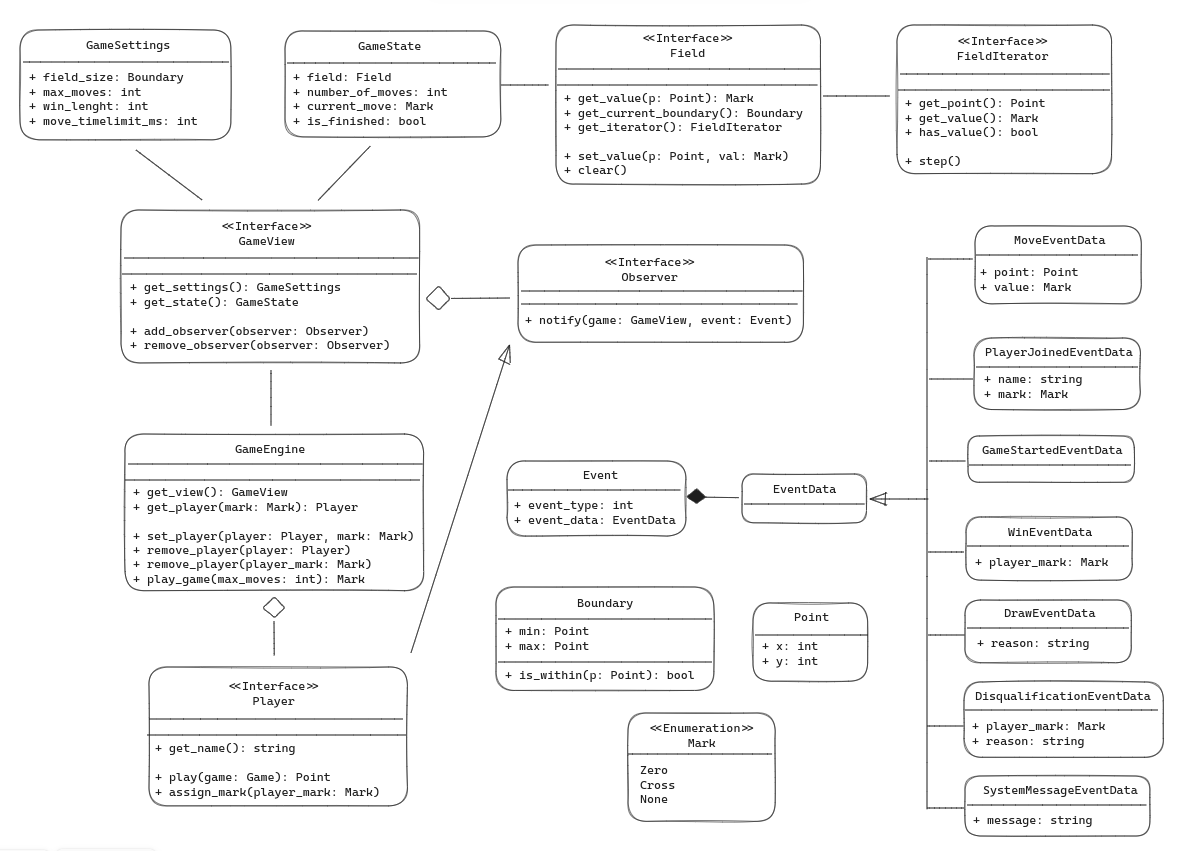 GameSettings
+ field_size: Boundary
+ max_moves: int
+ win_lenght: int
+ move_timelimit_ms: int
GameState
+ field: Field
+ number_of_moves: int
+ current_move: Mark
+ is_finished: bool
<<Interface>>
Field
+ get_value(p: Point): Mark
+ get_current_boundary(): Boundary
+ get_iterator(): FieldIterator
+ set_value(p: Point, val: Mark)
+ clear()
<<Interface>>
FieldIterator
+ get_point(): Point
+ get_value(): Mark
+ has_value(): bool
+ step()
<<Interface>>
GameView
+ get_settings(): GameSettings
+ get_state(): GameState
+ add_observer(observer: Observer)
+ remove_observer(observer: Observer)
<<Interface>>
Observer
+ notify(game: GameView, event: Event)
MoveEventData
+ point: Point
+ value: Mark
PlayerJoinedEventData
+ name: string
+ mark: Mark
GameEngine
+ get_view(): GameView
+ get_player(mark: Mark): Player
+ set_player(player: Player, mark: Mark)
+ remove_player(player: Player)
+ remove_player(player_mark: Mark)
+ play_game(max_moves: int): Mark
Event
+ event_type: int
+ event_data: EventData
EventData
GameStartedEventData
WinEventData
+ player_mark: Mark
Boundary
+ min: Point
+ max: Point
+ is_within(p: Point): bool
Point
+ x: int
+ y: int
DrawEventData
+ reason: string
<<Interface>>
Player
+ get_name(): string
+ play(game: Game): Point
+ assign_mark(player_mark: Mark)
<<Enumeration>>
Mark
Zero
Cross
None
DisqualificationEventData
+ player_mark: Mark
+ reason: string
SystemMessageEventData
+ message: string